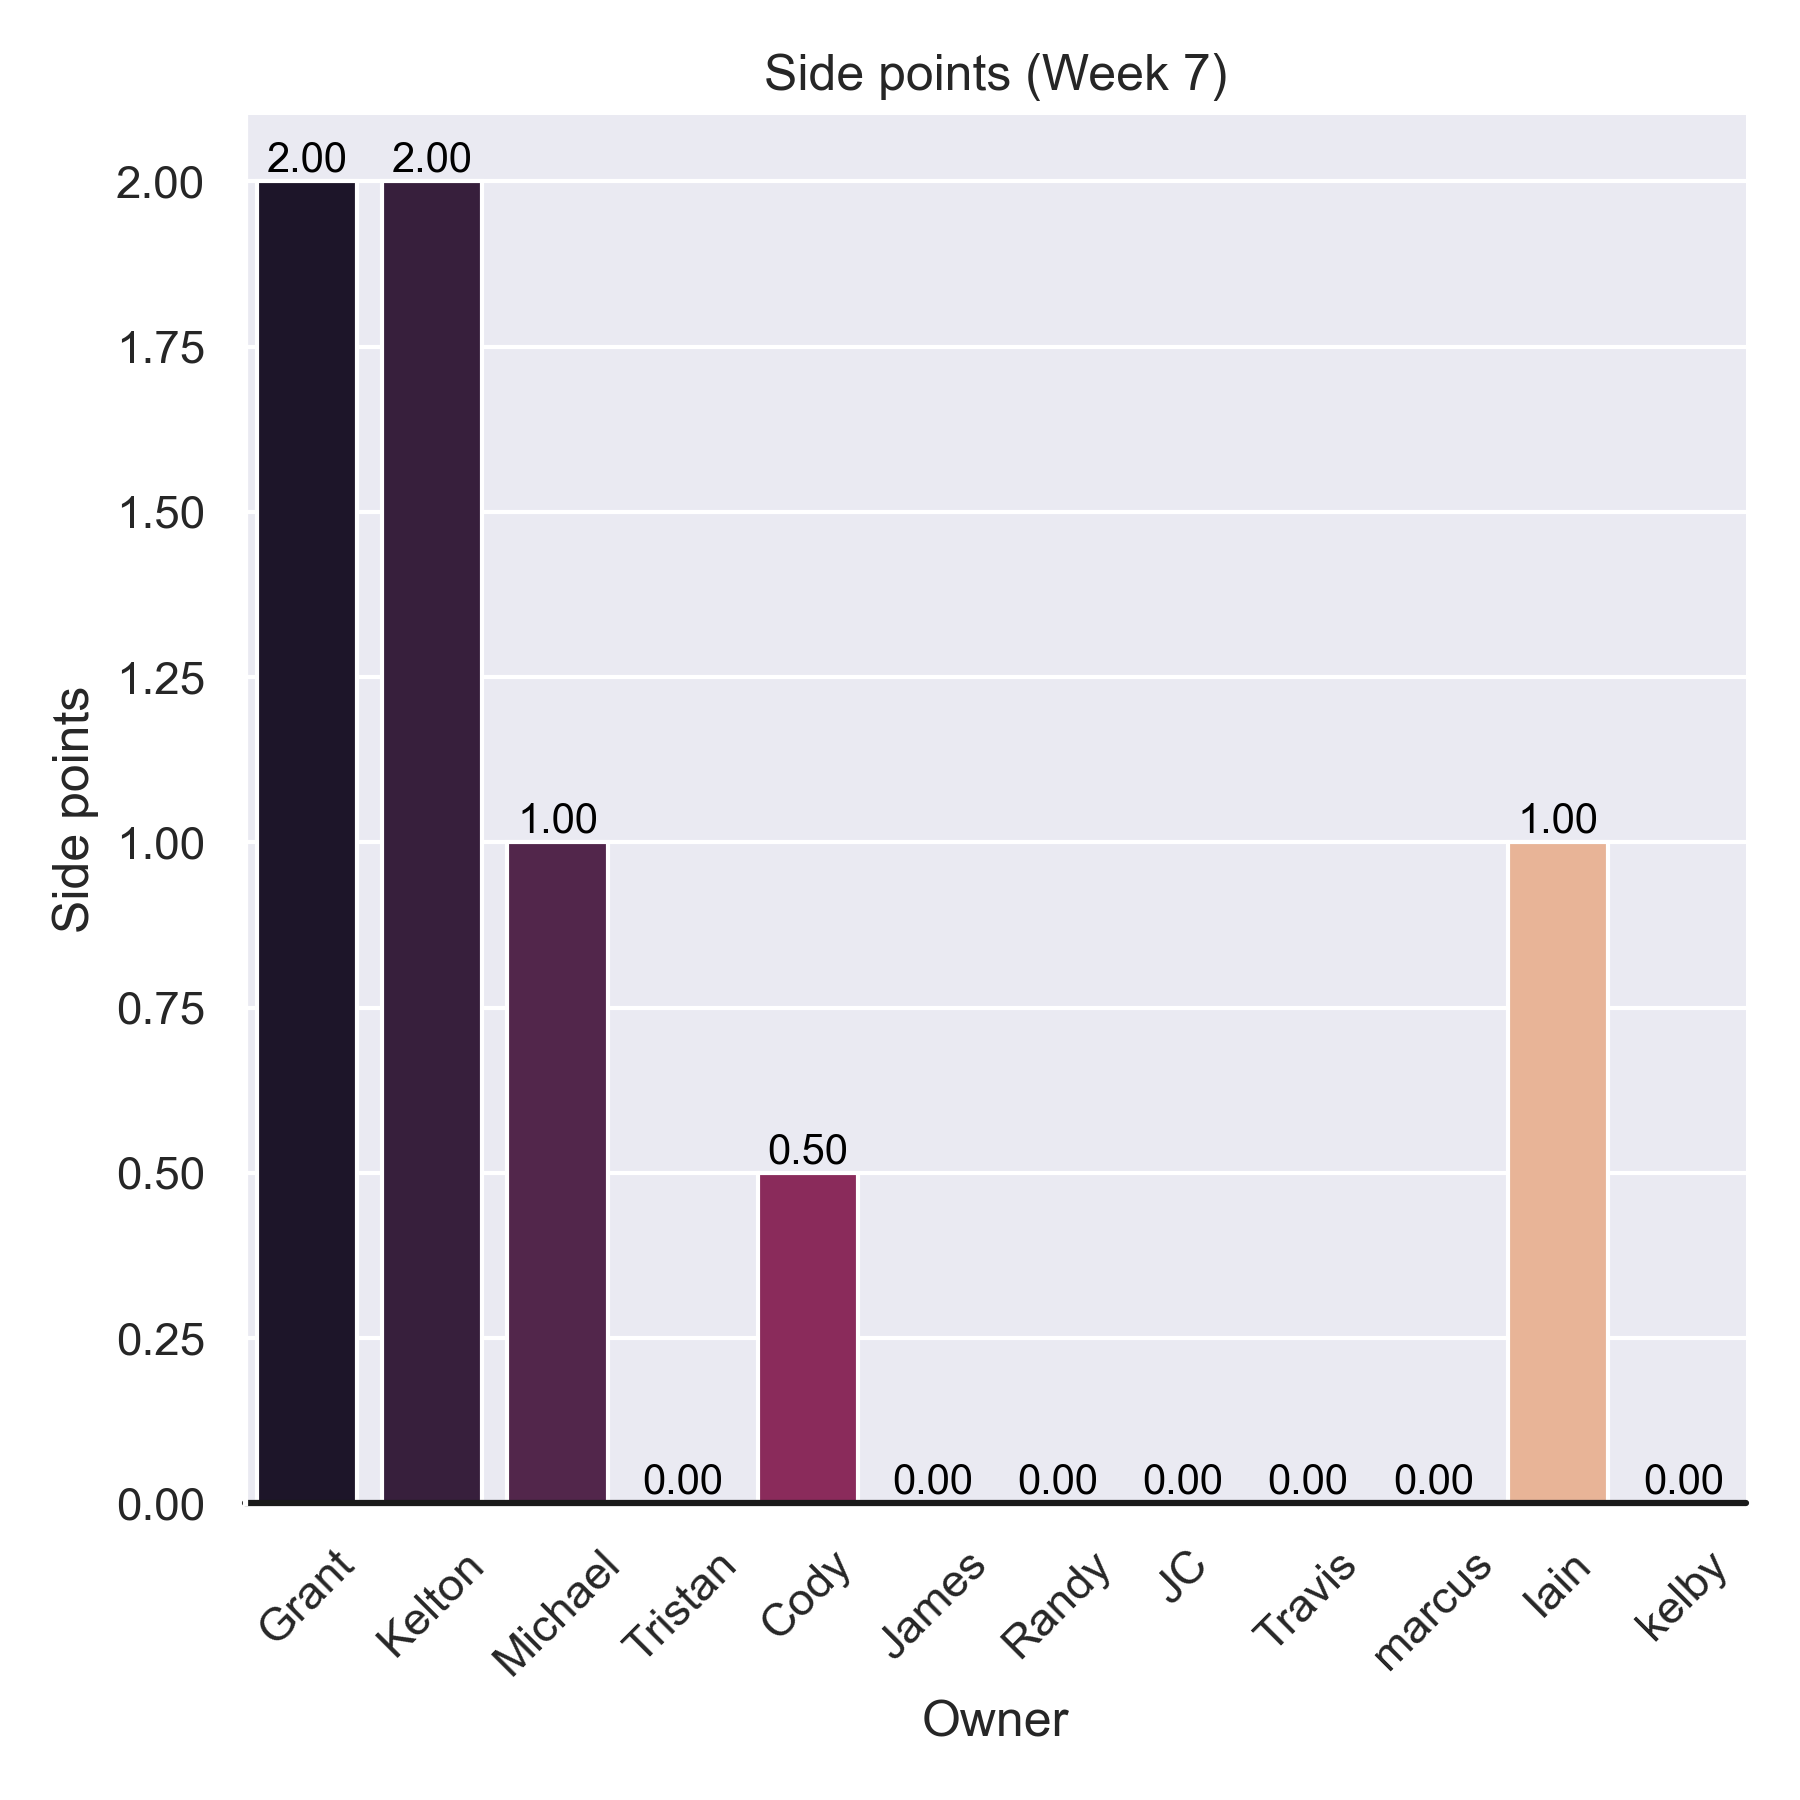 Side points (Week 7)
2.00 2.00
2.00
1.75
1.50
1.25
1.00 1.00
1.00
0.75
0.50
0.50
0.25
0.00 0.00 0.00 0.00 0.00 0.00 0.00
0.00
Side points
Grant Kelton Michael Tristan Cody James Randy JC Travis marcus Iain kelby
Owner